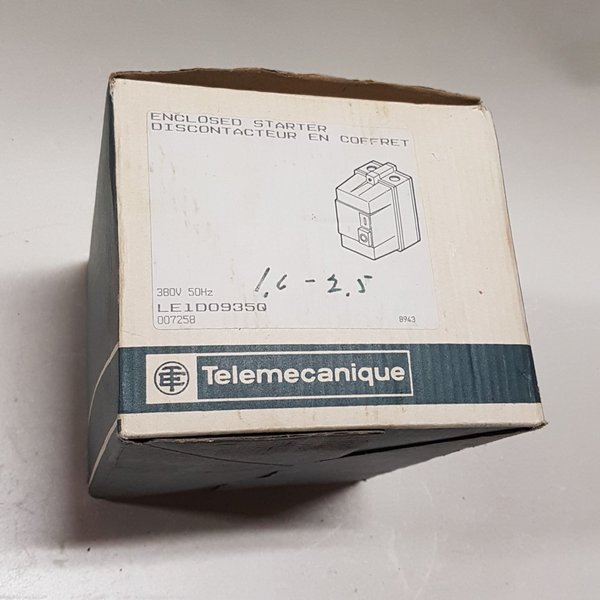 ENCLOSED STARTER
DISCONTACTEUR EN COFFRET
1.6 - 2.5
380V 50Hz
LE1D0935Q
007258
8943
Telemecanique